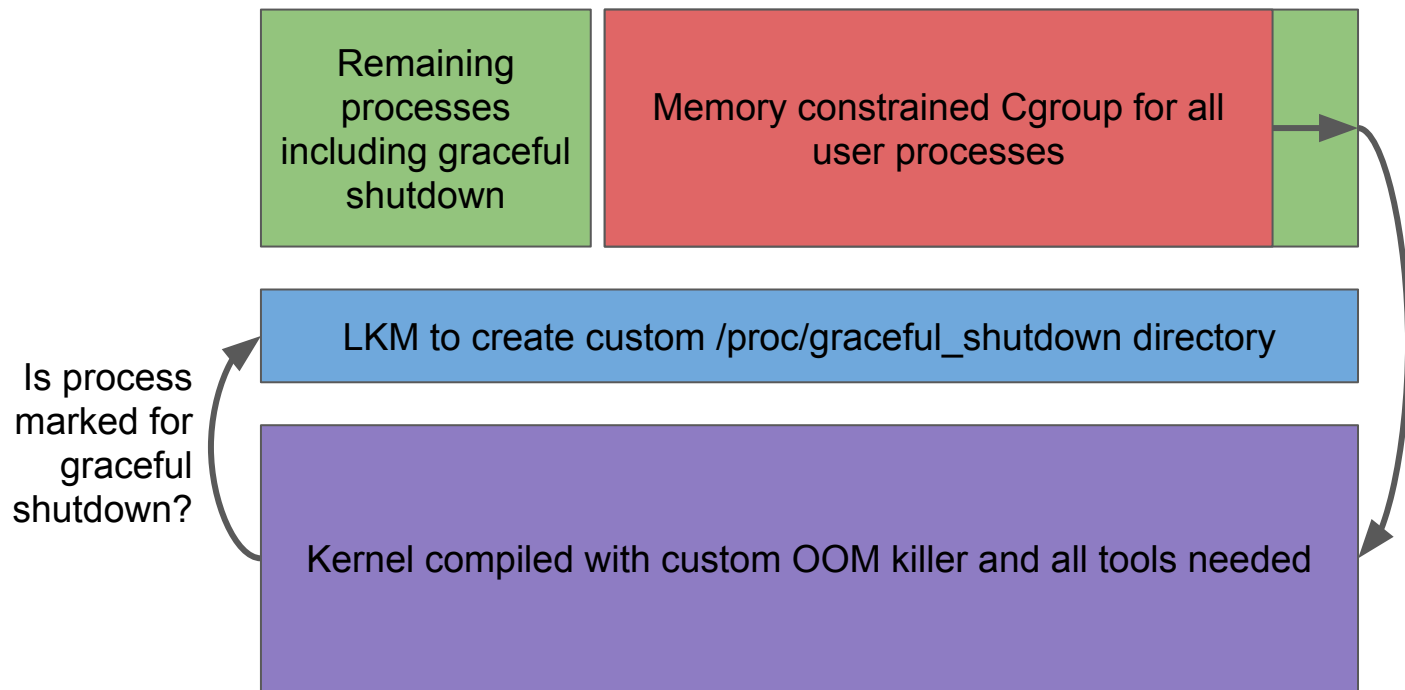 Remaining
processes
including graceful
shutdown
Memory constrained Cgroup for all
user processes
LKM to create custom /proc/graceful_shutdown directory
Is process
marked for
graceful
shutdown?
Kernel compiled with custom OOM killer and all tools needed